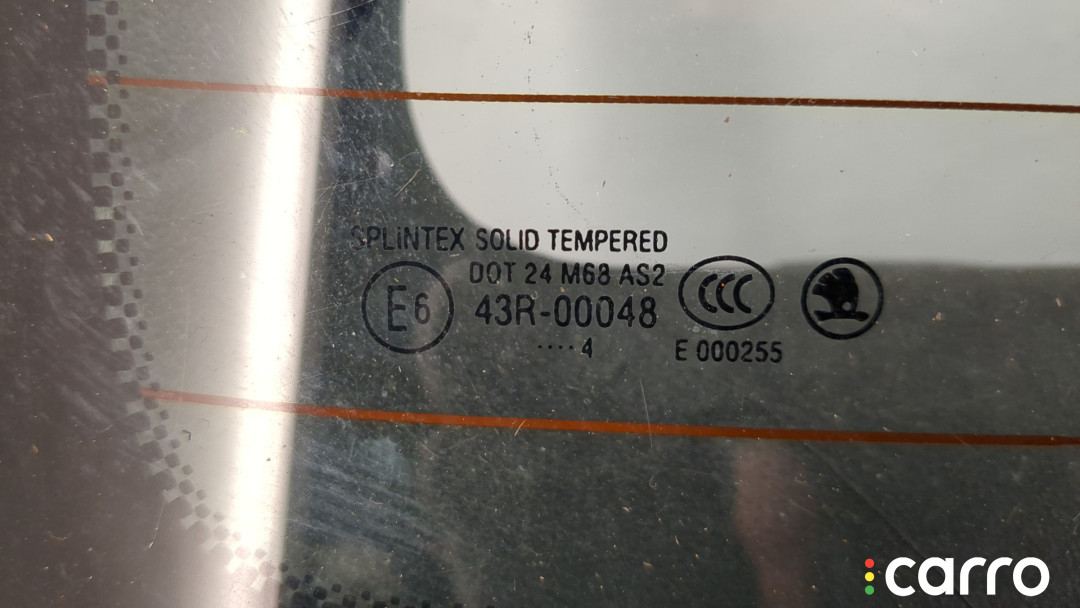 SPLiNTEX SOLID TEMPERED
DOT 24 M68 AS2
E6
43R-00048
CCC
....4
E 000255
carro